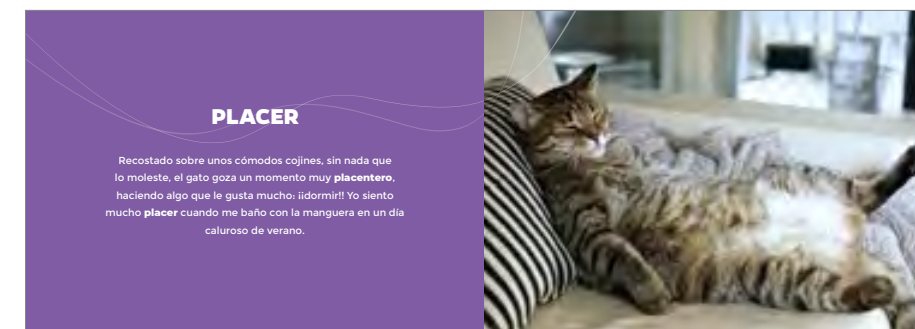 PLACER
Recostado sobre unos cómodos cojines, sin nada que
lo moleste, el gato goza un momento muy placentero,
haciendo algo que le gusta mucho: ¡¡dormir!! Yo siento
mucho placer cuando me baño con la manguera en un día
caluroso de verano.